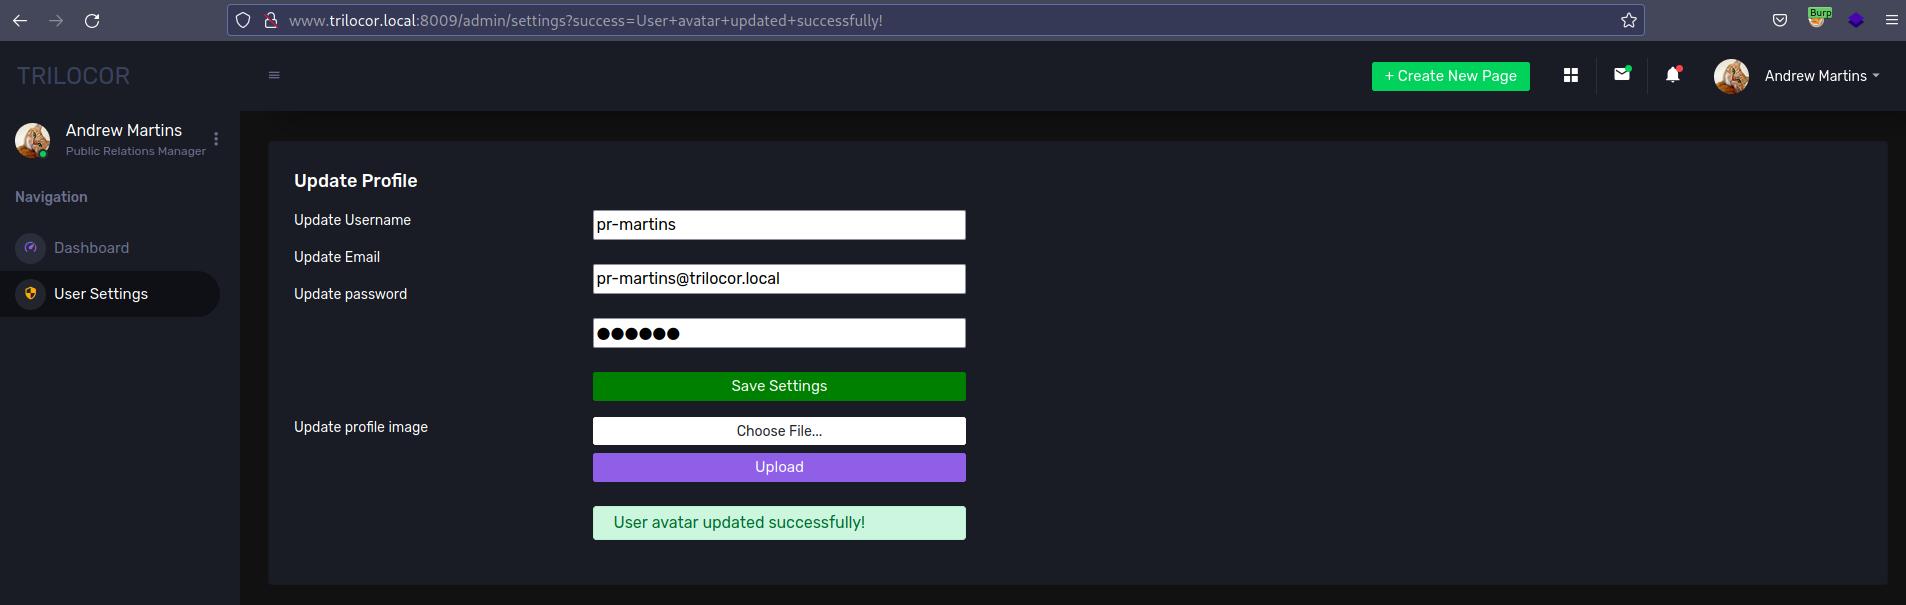 www.trilocor.local:8009/admin/settings?success=User+avatar+updated+successfully!
Burp
TRILOCOR
+ Create New Page
Andrew Martins
Andrew Martins
Public Relations Manager
Navigation
Dashboard
User Settings
Update Profile
Update Username
pr-martins
Update Email
pr-martins@trilocor.local
Update password
●●●●●●
Save Settings
Update profile image
Choose File...
Upload
User avatar updated successfully!